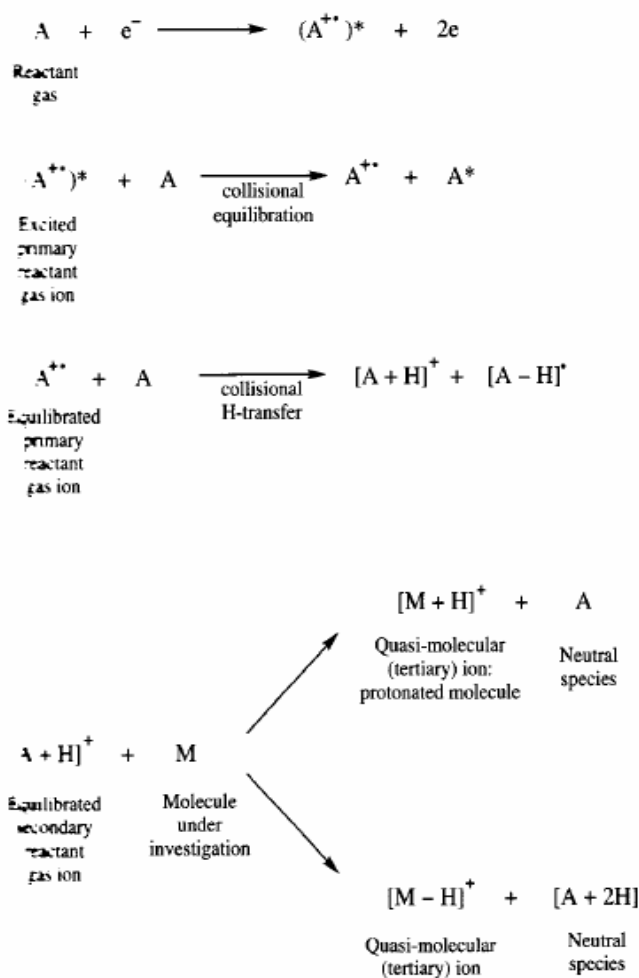 A + e⁻ ⟶ (A⁺•)* + 2e
Reactant
gas
A⁺•)* + A ⟶ A⁺• + A*
collisional
equilibration
Excited
primary
reactant
gas ion
A⁺• + A ⟶ [A + H]⁺ + [A − H]•
collisional
H-transfer
Equilibrated
primary
reactant
gas ion
[M + H]⁺ + A
Quasi-molecular
(tertiary) ion:
protonated molecule
Neutral
species
A + H]⁺ + M
Equilibrated
secondary
reactant
gas ion
Molecule
under
investigation
[M − H]⁺ + [A + 2H]
Quasi-molecular
(tertiary) ion
Neutral
species